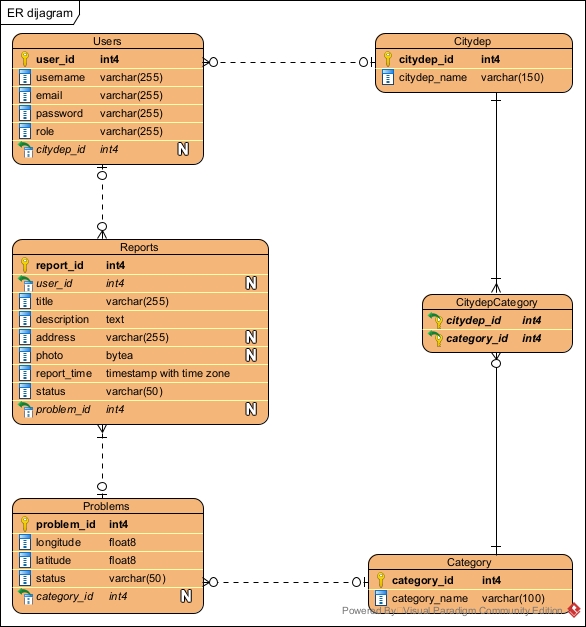 ER dijagram
Users
user_id int4
username varchar(255)
email varchar(255)
password varchar(255)
role varchar(255)
citydep_id int4 N
Citydep
citydep_id int4
citydep_name varchar(150)
Reports
report_id int4
user_id int4 N
title varchar(255)
description text
address varchar(255) N
photo bytea N
report_time timestamp with time zone
status varchar(50)
problem_id int4 N
CitydepCategory
citydep_id int4
category_id int4
Problems
problem_id int4
longitude float8
latitude float8
status varchar(50)
category_id int4 N
Category
category_id int4
category_name varchar(100)
Powered By Visual Paradigm Community Edition